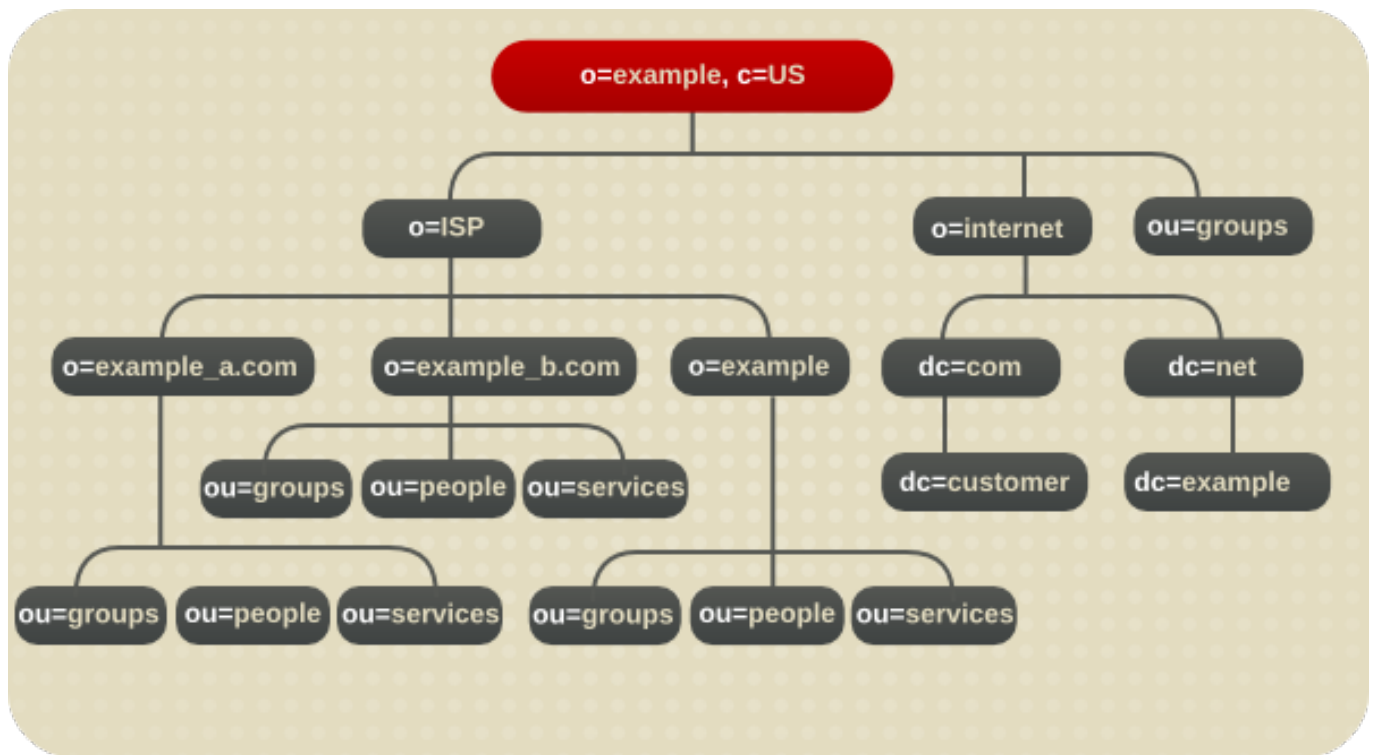 o=example, c=US
o=ISP
o=internet
ou=groups
o=example_a.com
o=example_b.com
o=example
dc=com
dc=net
ou=groups
ou=people
ou=services
dc=customer
dc=example
ou=groups
ou=people
ou=services
ou=groups
ou=people
ou=services